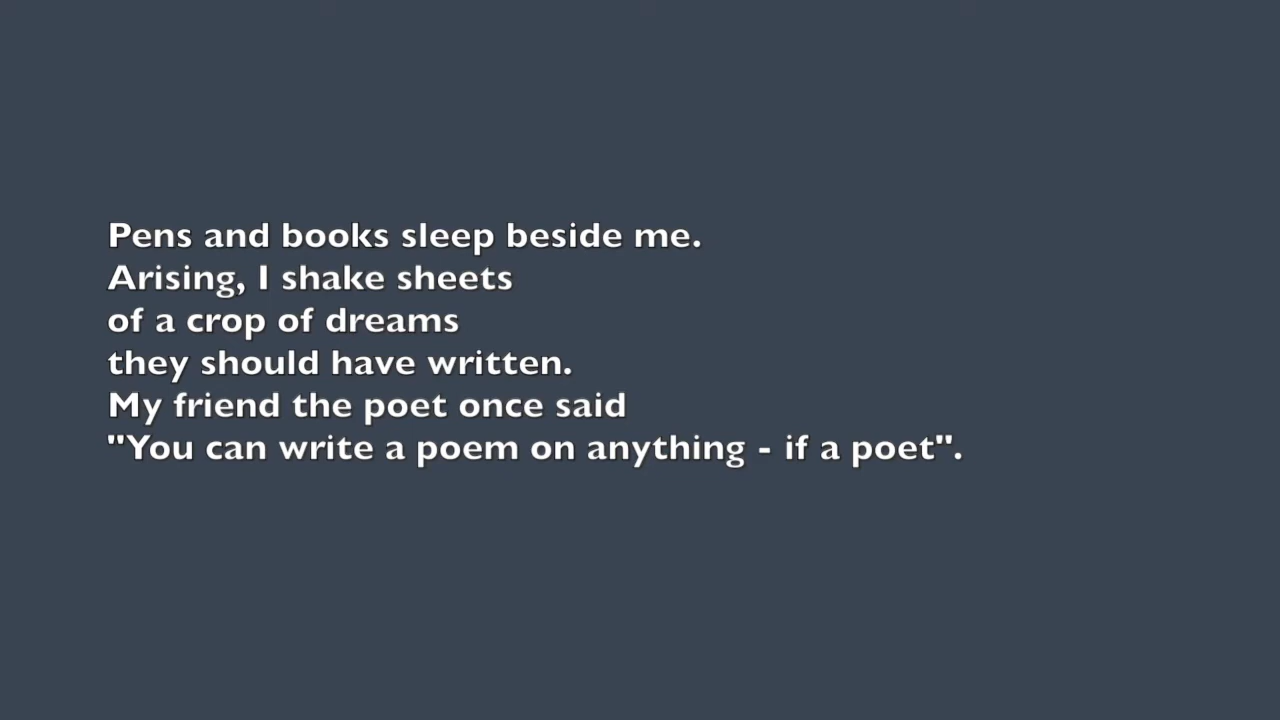 Pens and books sleep beside me.
Arising, I shake sheets
of a crop of dreams
they should have written.
My friend the poet once said
"You can write a poem on anything - if a poet".